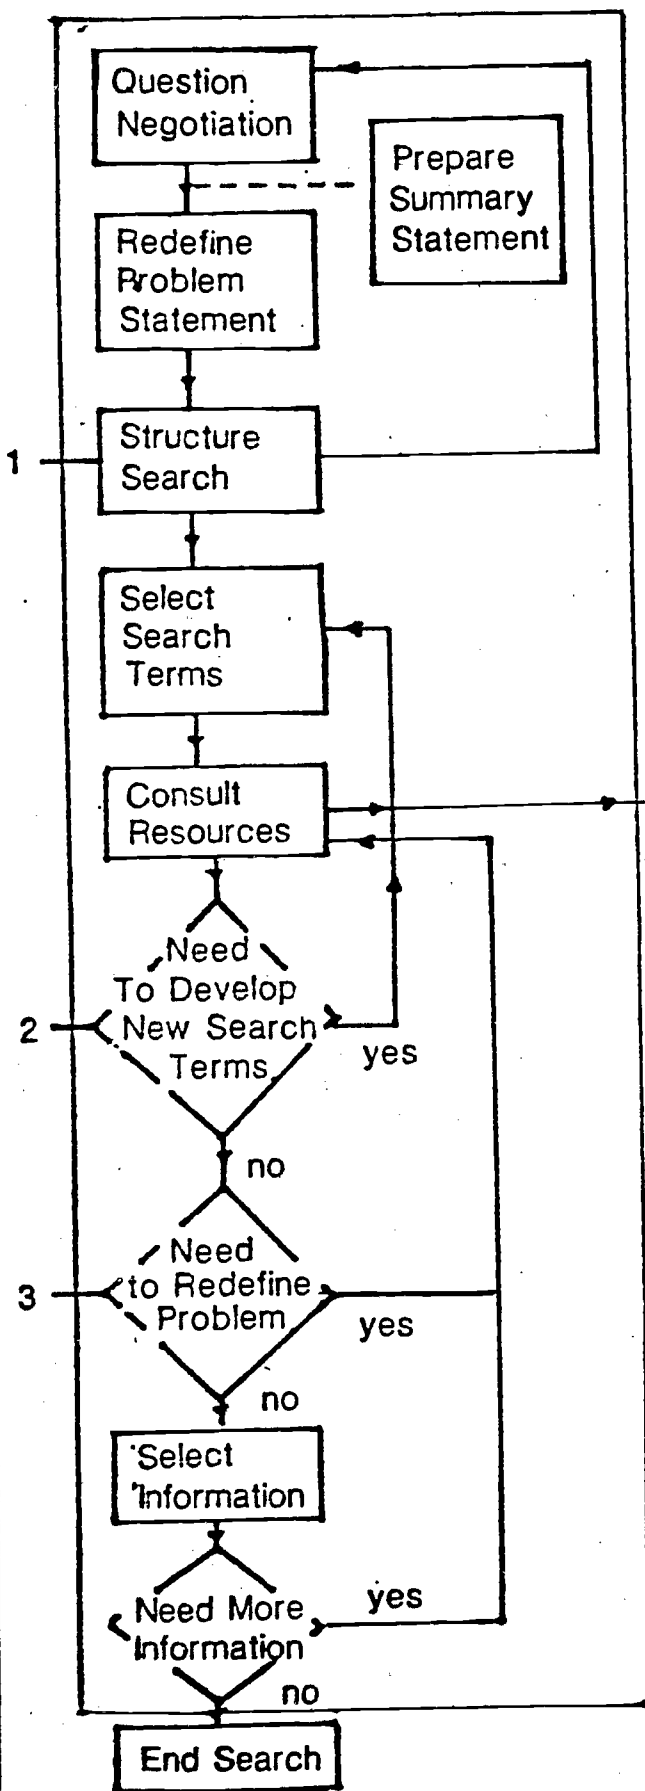 Question
Negotiation
Prepare
Summary
Statement
Redefine
Problem
Statement
1
Structure
Search
Select
Search
Terms
Consult
Resources
Need
To Develop
New Search
Terms
2
yes
no
Need
to Redefine
Problem
3
yes
no
Select
Information
Need More
Information
yes
no
End Search